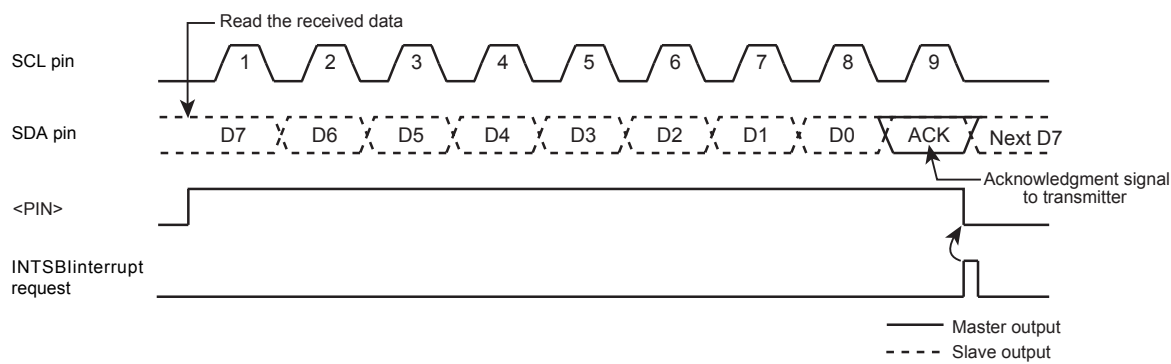 Read the received data
SCL pin
1 2 3 4 5 6 7 8 9
SDA pin
D7 D6 D5 D4 D3 D2 D1 D0 ACK Next D7
Acknowledgment signal
to transmitter
<PIN>
INTSBIinterrupt
request
Master output
Slave output